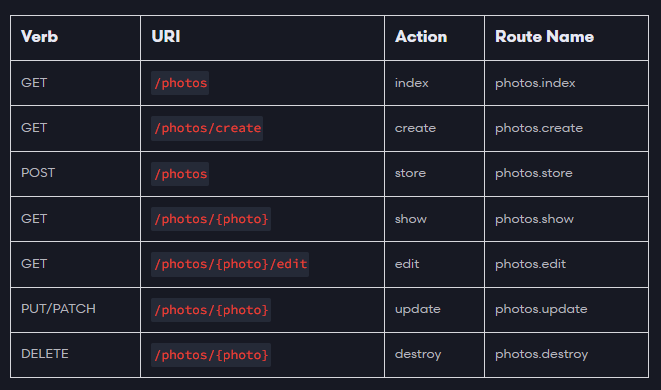 Verb URI Action Route Name
GET /photos index photos.index
GET /photos/create create photos.create
POST /photos store photos.store
GET /photos/{photo} show photos.show
GET /photos/{photo}/edit edit photos.edit
PUT/PATCH /photos/{photo} update photos.update
DELETE /photos/{photo} destroy photos.destroy